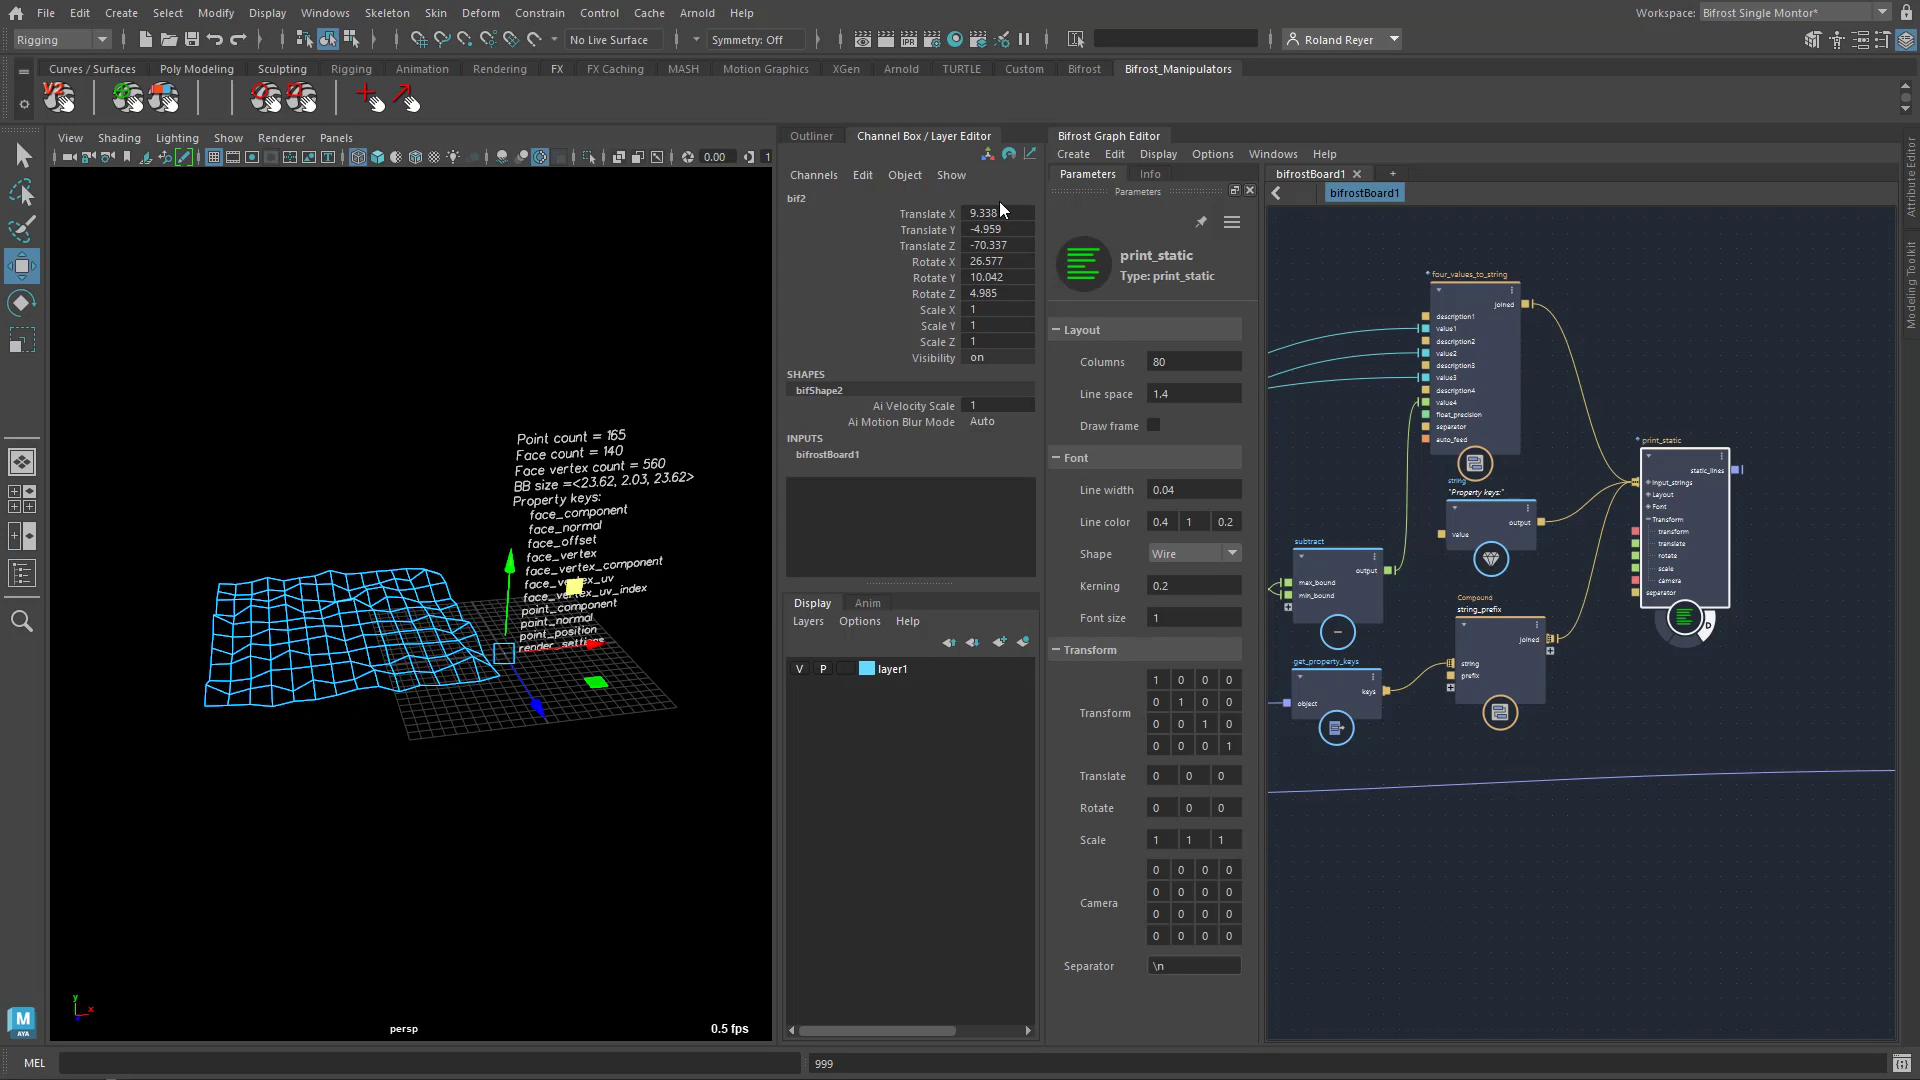 File Edit Create Select Modify Display Windows Skeleton Skin Deform Constrain Control Cache Arnold Help
Workspace: Bifrost Single Montor*
Rigging
No Live Surface
Symmetry: Off
Roland Reyer
Curves / Surfaces Poly Modeling Sculpting Rigging Animation Rendering FX FX Caching MASH Motion Graphics XGen Arnold TURTLE Custom Bifrost Bifrost_Manipulators
V2
View Shading Lighting Show Renderer Panels
0.00
1
Point count = 165
Face count = 140
Face vertex count = 560
BB size =<23.62, 2.03, 23.62>
Property keys:
face_component
face_normal
face_offset
face_vertex
face_vertex_component
face_vertex_uv
face_vertex_uv_index
point_component
point_normal
point_position
render_settings
y
x
persp
0.5 fps
Outliner
Channel Box / Layer Editor
Channels Edit Object Show
bif2
Translate X 9.338
Translate Y -4.959
Translate Z -70.337
Rotate X 26.577
Rotate Y 10.042
Rotate Z 4.985
Scale X 1
Scale Y 1
Scale Z 1
Visibility on
SHAPES
bifShape2
Ai Velocity Scale 1
Ai Motion Blur Mode Auto
INPUTS
bifrostBoard1
Display Anim
Layers Options Help
V P layer1
Bifrost Graph Editor
Create Edit Display Options Windows Help
Parameters Info
Parameters
print_static
Type: print_static
Layout
Columns 80
Line space 1.4
Draw frame
Font
Line width 0.04
Line color 0.4 1 0.2
Shape Wire
Kerning 0.2
Font size 1
Transform
1 0 0 0
0 1 0 0
Transform
0 0 1 0
0 0 0 1
Translate 0 0 0
Rotate 0 0 0
Scale 1 1 1
0 0 0 0
0 0 0 0
Camera
0 0 0 0
0 0 0 0
Separator \n
bifrostBoard1
bifrostBoard1
four_values_to_string
joined
description1
value1
description2
value2
description3
value3
description4
value4
float_precision
separator
auto_feed
string
"Property keys:"
output
value
subtract
output
max_bound
min_bound
get_property_keys
keys
object
Compound
string_prefix
joined
string
prefix
print_static
static_lines
input_strings
Layout
Font
Transform
transform
translate
rotate
scale
camera
separator
D
Attribute Editor
Modeling Toolkit
M
AYA
MEL
999